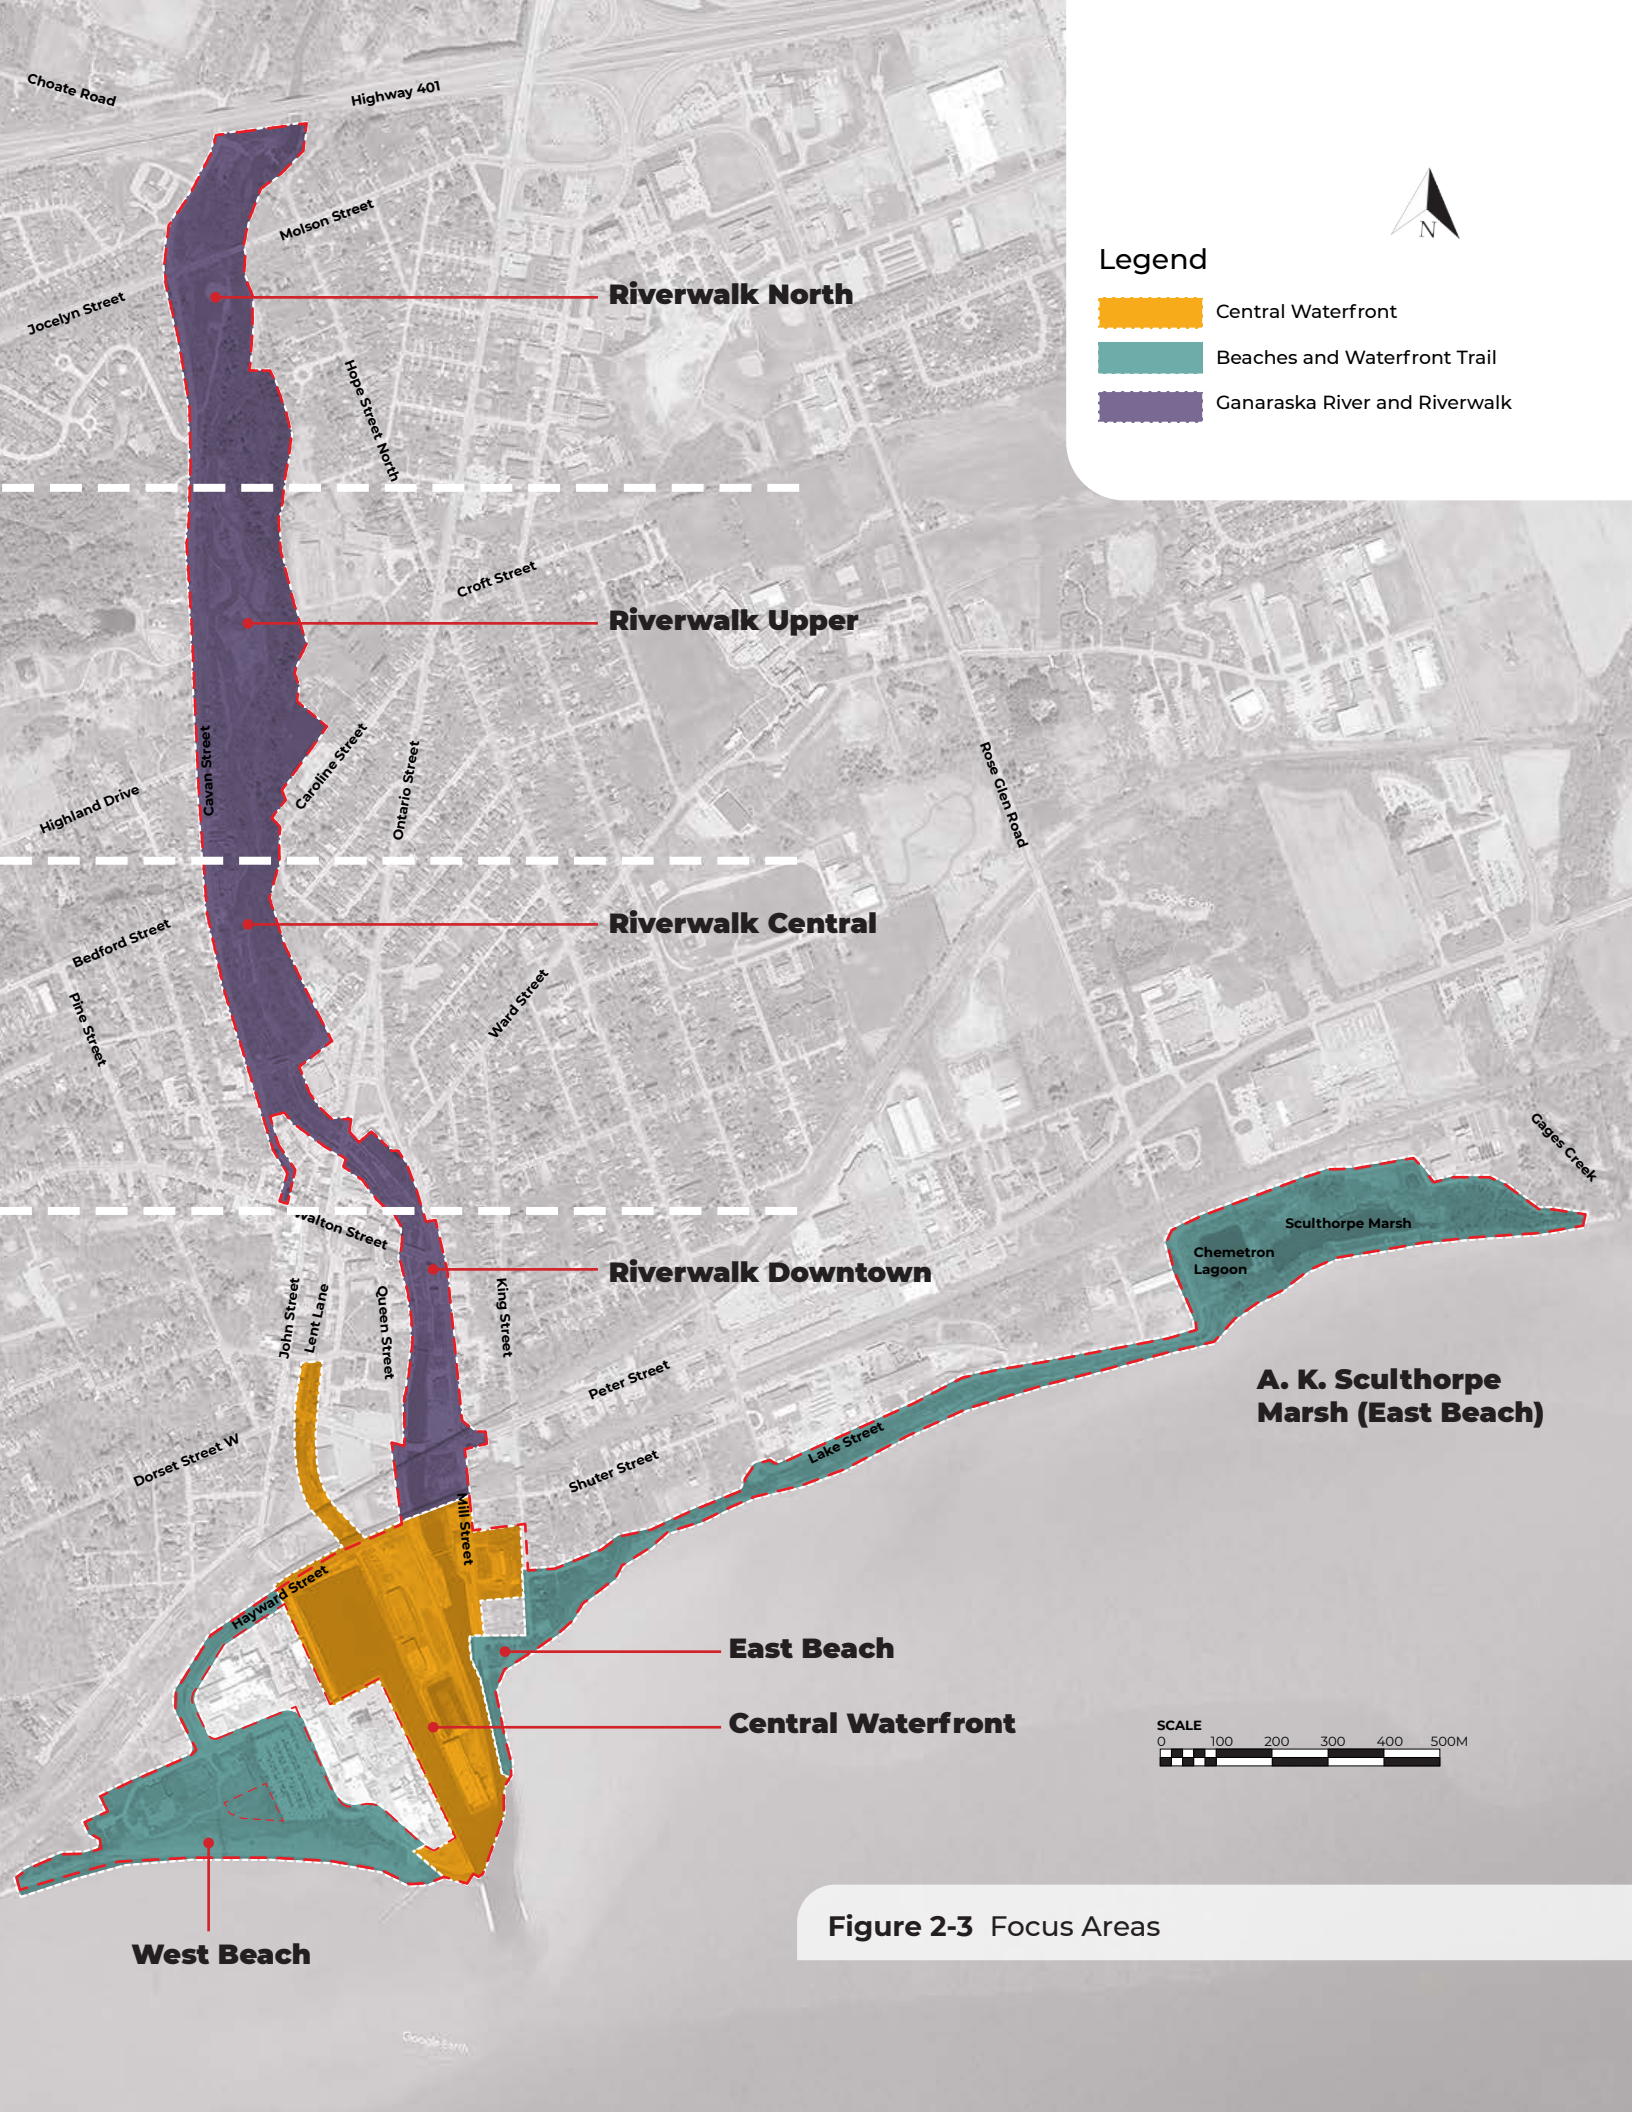 Choate Road
Highway 401
Molson Street
Jocelyn Street
Riverwalk North
N
Legend
Central Waterfront
Beaches and Waterfront Trail
Ganaraska River and Riverwalk
Hope Street North
Croft Street
Riverwalk Upper
Cavan Street
Caroline Street
Ontario Street
Highland Drive
Rose Glen Road
Google Earth
Riverwalk Central
Bedford Street
Pine Street
Ward Street
Gages Creek
Sculthorpe Marsh
Chemetron
Lagoon
Walton Street
Riverwalk Downtown
John Street
Lent Lane
Queen Street
King Street
Peter Street
A. K. Sculthorpe
Marsh (East Beach)
Lake Street
Dorset Street W
Shuter Street
Mill Street
Hayward Street
East Beach
Central Waterfront
SCALE
0 100 200 300 400 500M
West Beach
Figure 2-3 Focus Areas
Google Earth